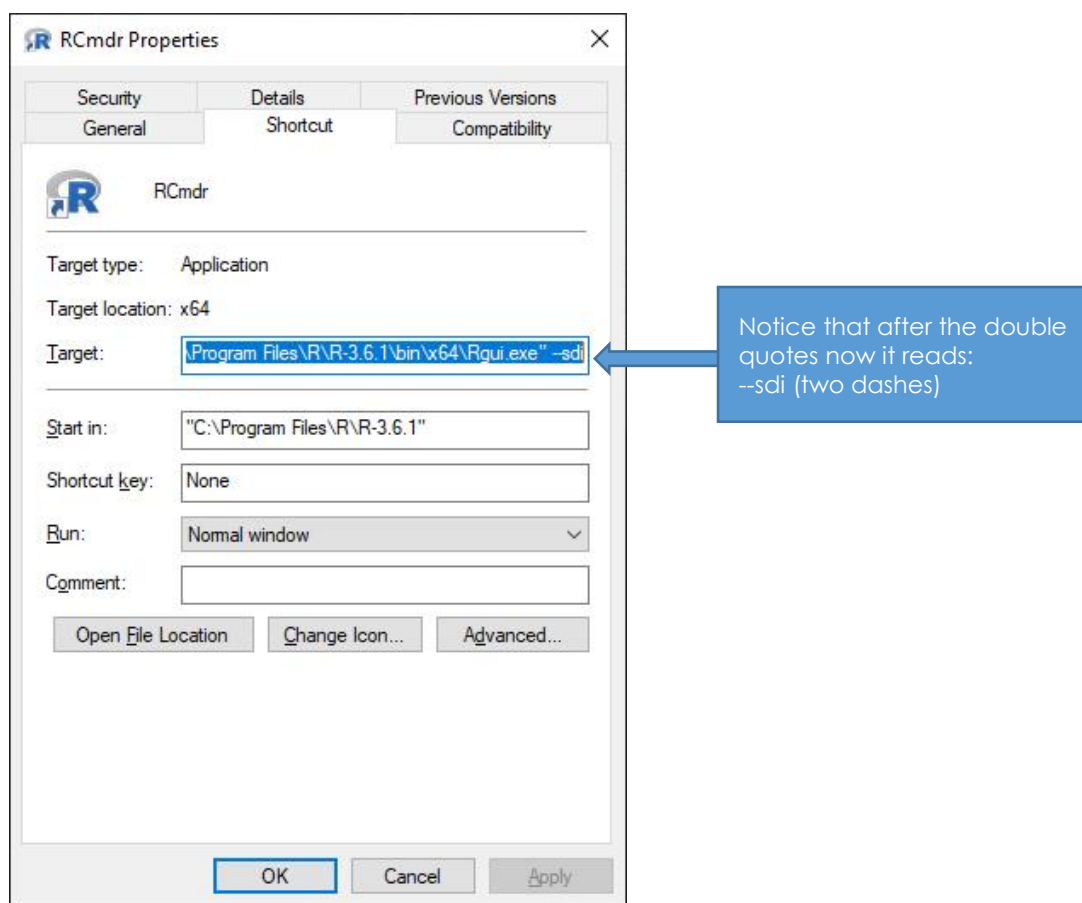 RCmdr Properties
Security Details Previous Versions
General Shortcut Compatibility
R
RCmdr
Target type: Application
Target location: x64
Target: \Program Files\R\R-3.6.1\bin\x64\Rgui.exe" --sdi
Start in: "C:\Program Files\R\R-3.6.1"
Shortcut key: None
Run: Normal window
Comment:
Open File Location Change Icon... Advanced...
OK Cancel Apply
Notice that after the double
quotes now it reads:
--sdi (two dashes)